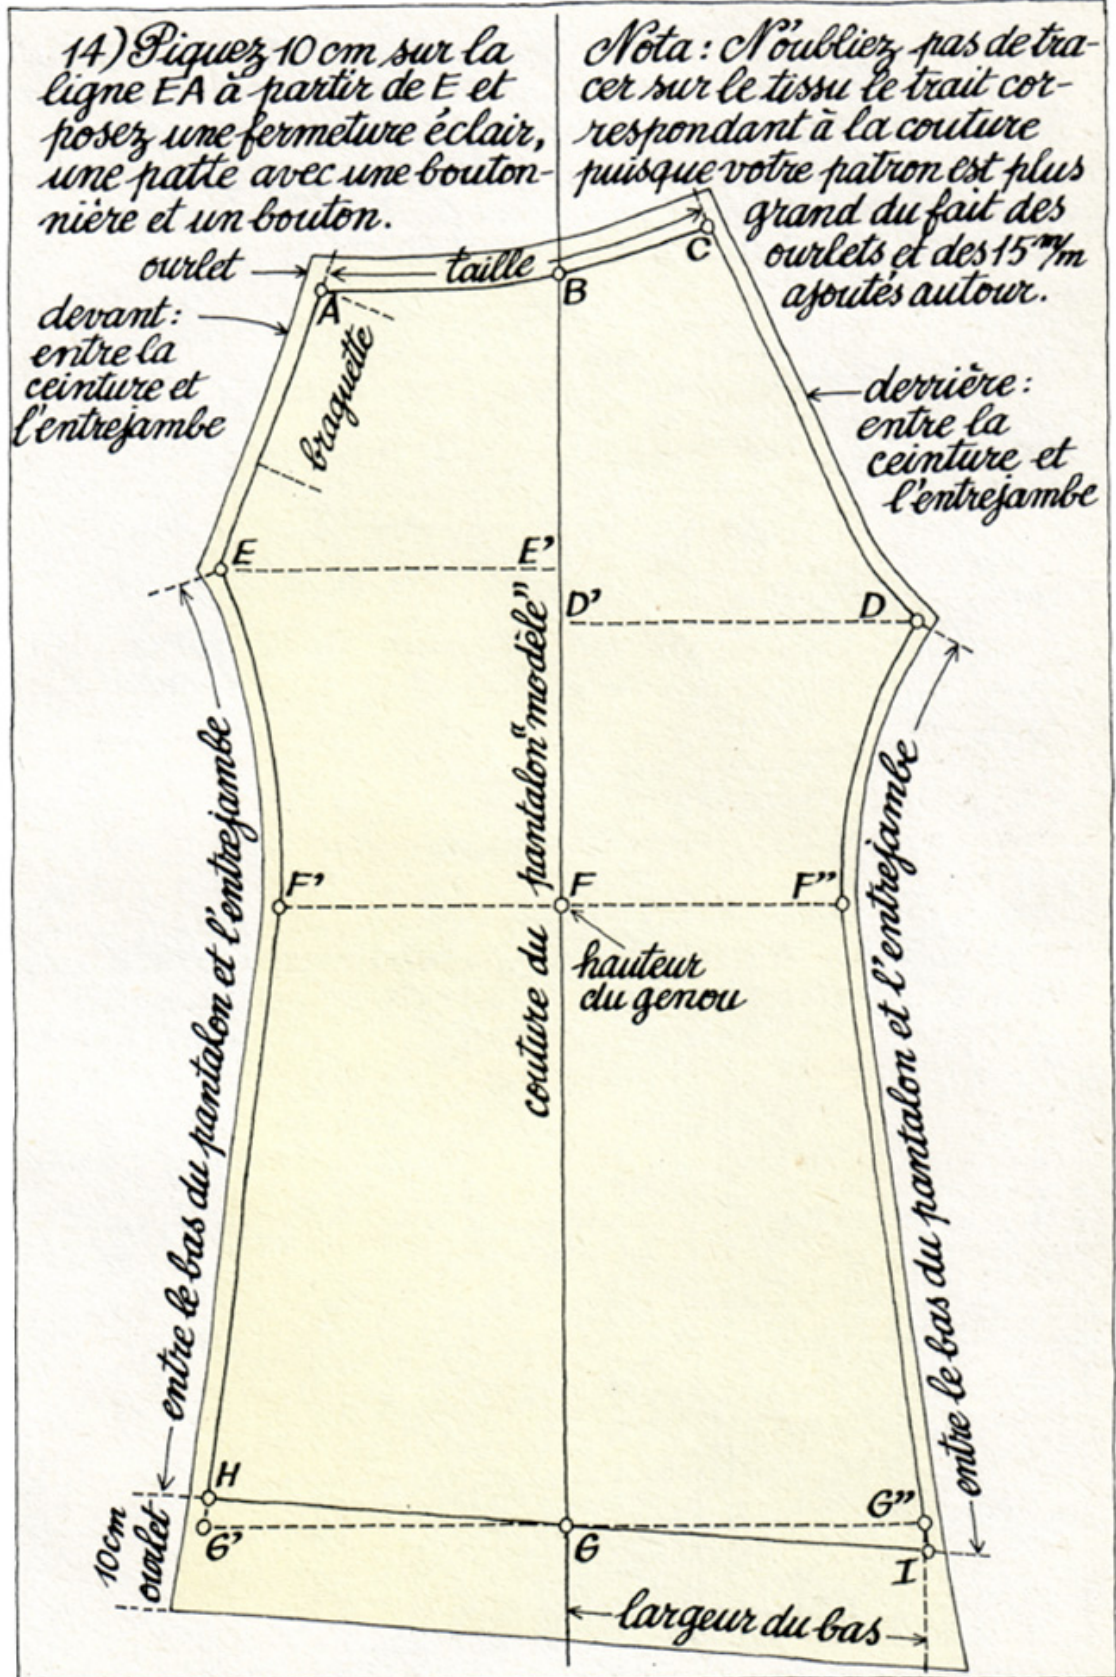 14) Piquez 10 cm sur la
ligne EA à partir de E et
posez une fermeture éclair,
une patte avec une bouton-
nière et un bouton.
Nota : N'oubliez pas de tra-
cer sur le tissu le trait cor-
respondant à la couture
puisque votre patron est plus
grand du fait des
ourlets et des 15 m/m
ajoutés autour.
ourlet
taille
A
B
C
devant :
entre la
ceinture et
l'entrejambe
braguette
derrière :
entre la
ceinture et
l'entrejambe
E
E'
D'
D
couture du pantalon "modèle"
entre le bas du pantalon et l'entrejambe
entre le bas du pantalon et l'entrejambe
F'
F
F"
hauteur
du genou
H
G'
G
G"
I
10cm
ourlet
largeur du bas